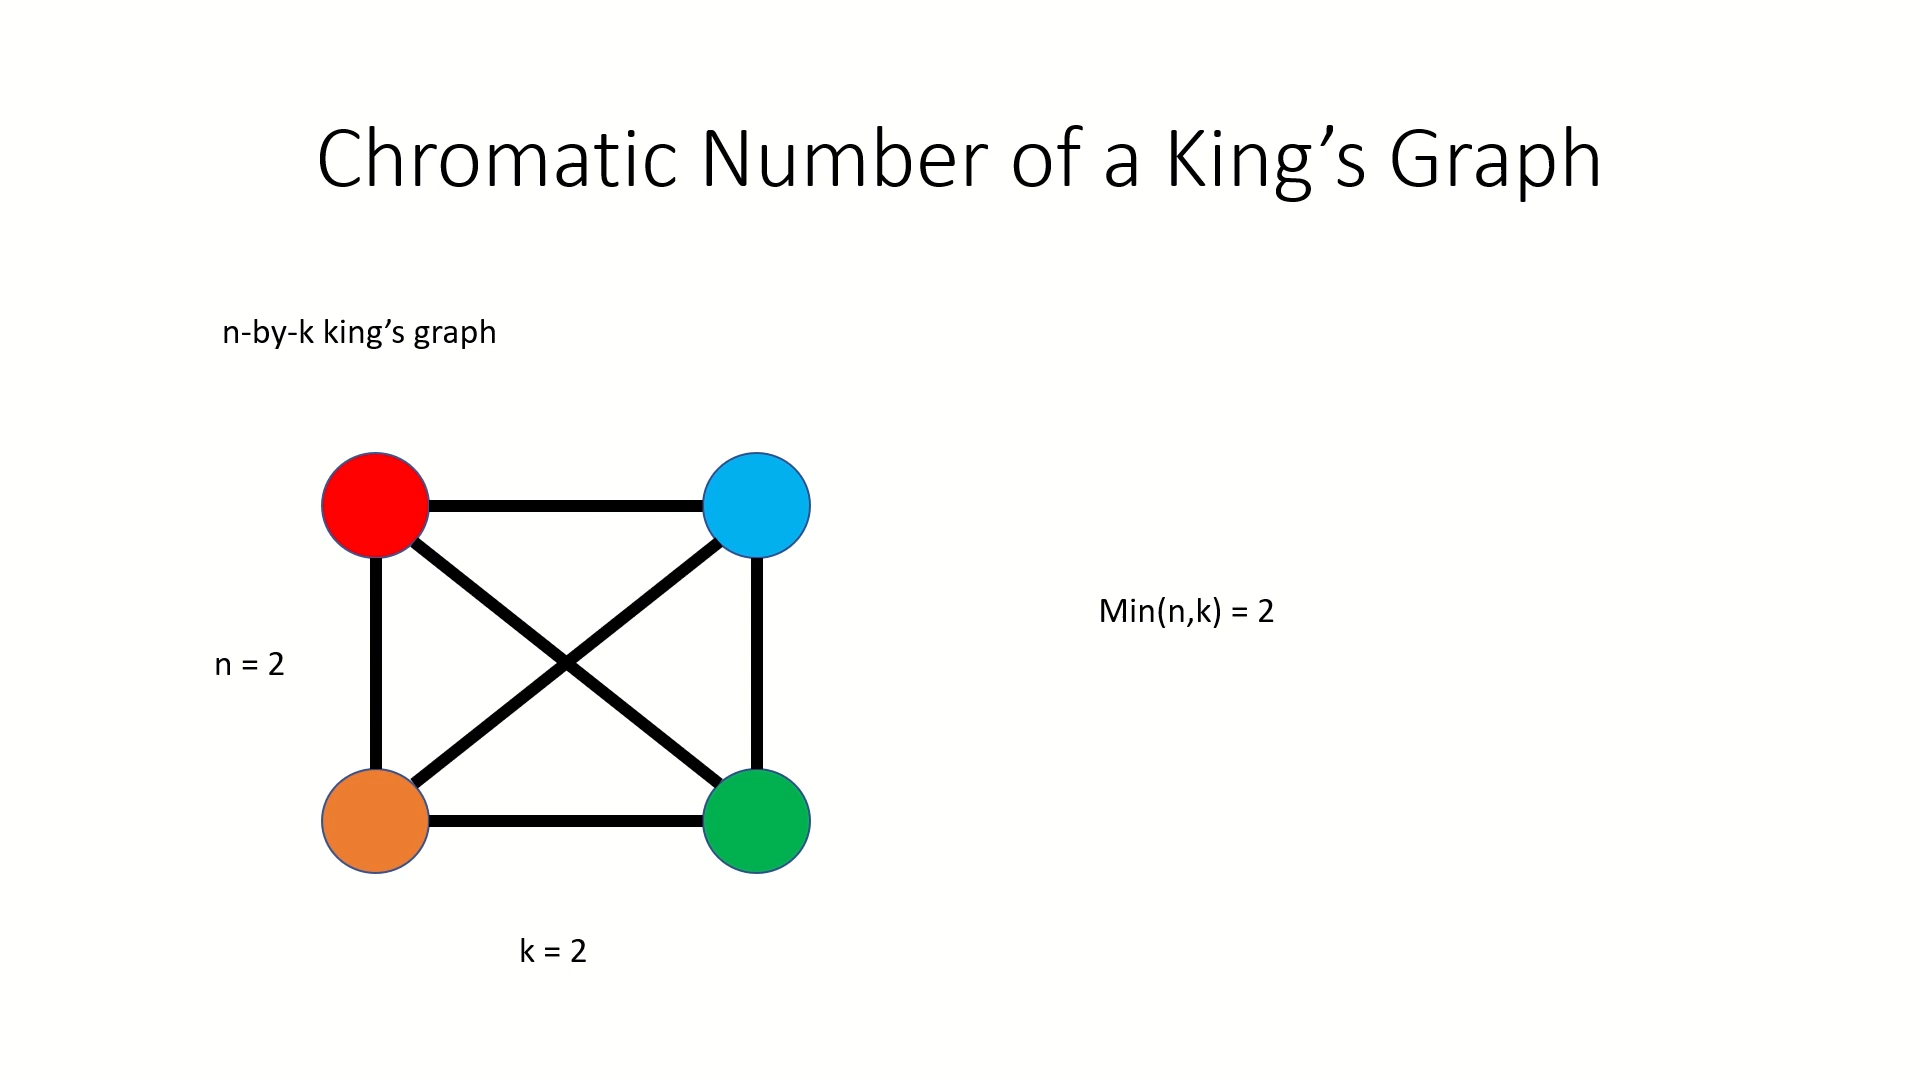 Chromatic Number of a King’s Graph
n-by-k king’s graph
Min(n,k) = 2
n = 2
k = 2